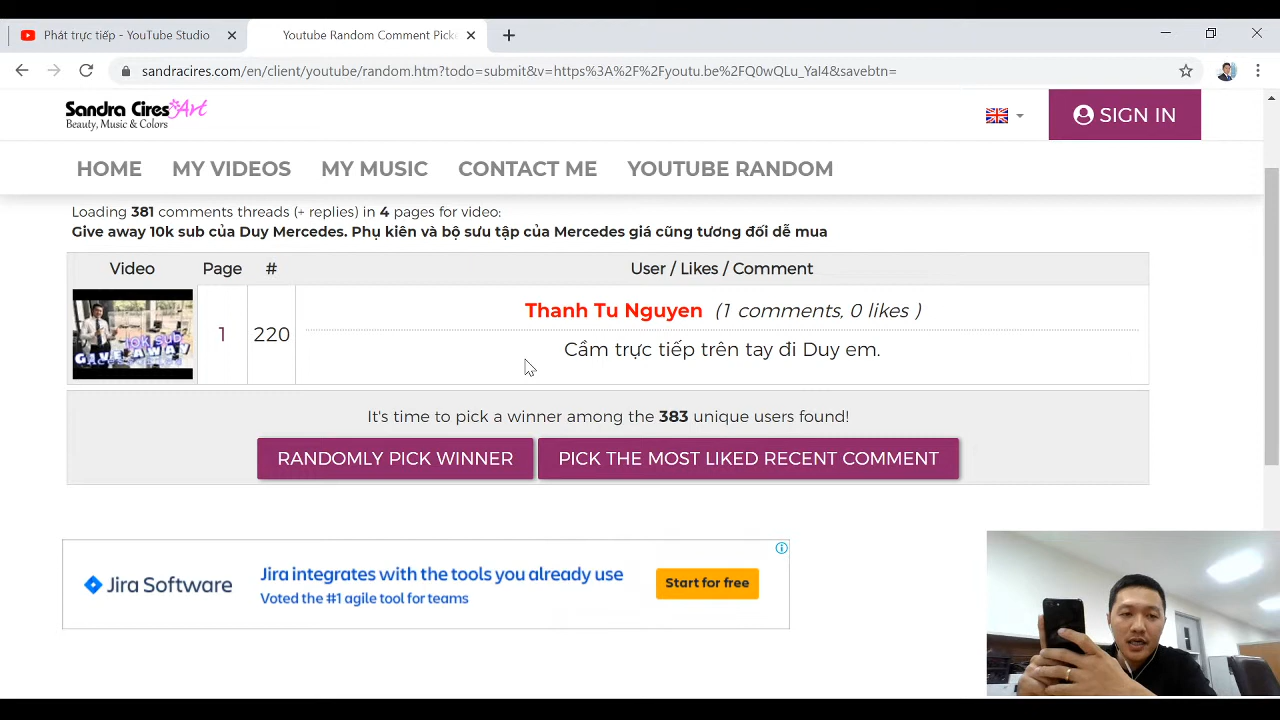 Phát trực tiếp - YouTube Studio
Youtube Random Comment Picke
sandracires.com/en/client/youtube/random.htm?todo=submit&v=https%3A%2F%2Fyoutu.be%2FQ0wQLu_YaI4&savebtn=
Sandra Cires Art
Beauty, Music & Colors
SIGN IN
HOME MY VIDEOS MY MUSIC CONTACT ME YOUTUBE RANDOM
Loading 381 comments threads (+ replies) in 4 pages for video:
Give away 10k sub của Duy Mercedes. Phụ kiên và bộ sưu tập của Mercedes giá cũng tương đối dễ mua
Video Page # User / Likes / Comment
10K SUB
GIVE AWAY
1 220
Thanh Tu Nguyen (1 comments, 0 likes )
Cầm trực tiếp trên tay đi Duy em.
It's time to pick a winner among the 383 unique users found!
RANDOMLY PICK WINNER PICK THE MOST LIKED RECENT COMMENT
Jira Software
Jira integrates with the tools you already use
Voted the #1 agile tool for teams
Start for free